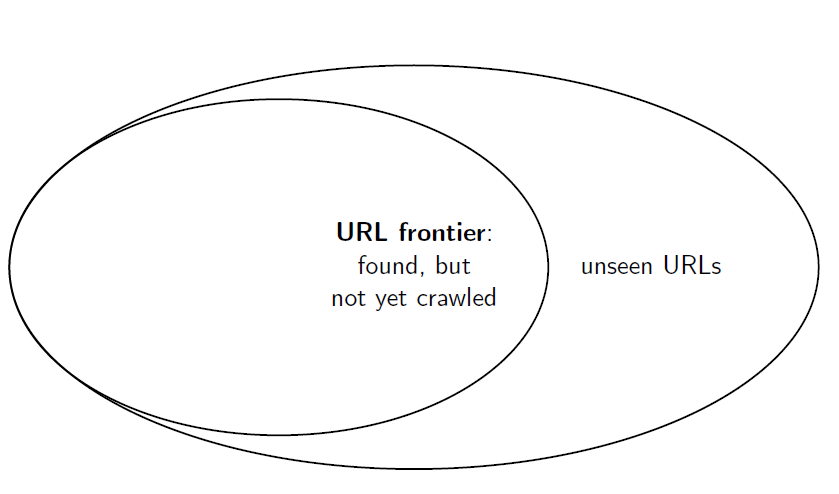 URL frontier:
found, but
not yet crawled
unseen URLs